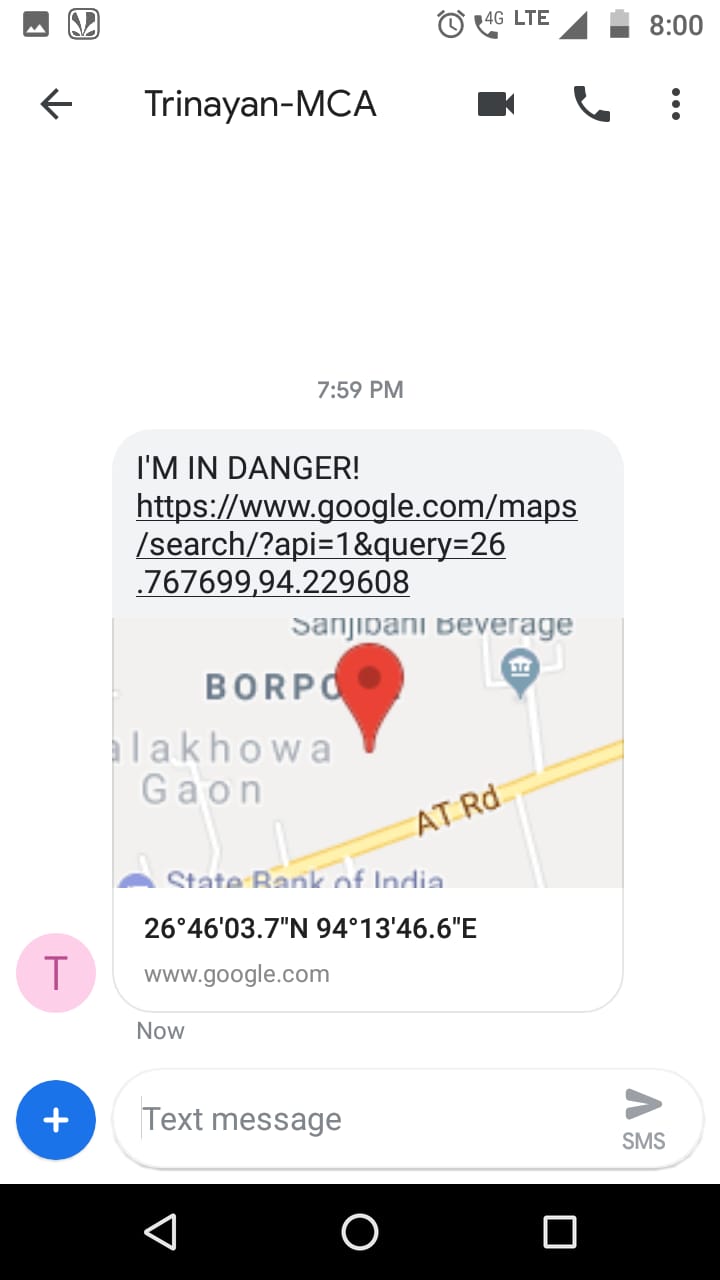 4G LTE 8:00
Trinayan-MCA
7:59 PM
I'M IN DANGER!
https://www.google.com/maps
/search/?api=1&query=26
.767699,94.229608
Sanjibani Beverage
BORPO
alakhowa
Gaon
AT Rd
State Bank of India
26°46'03.7"N 94°13'46.6"E
www.google.com
T
Now
Text message
SMS